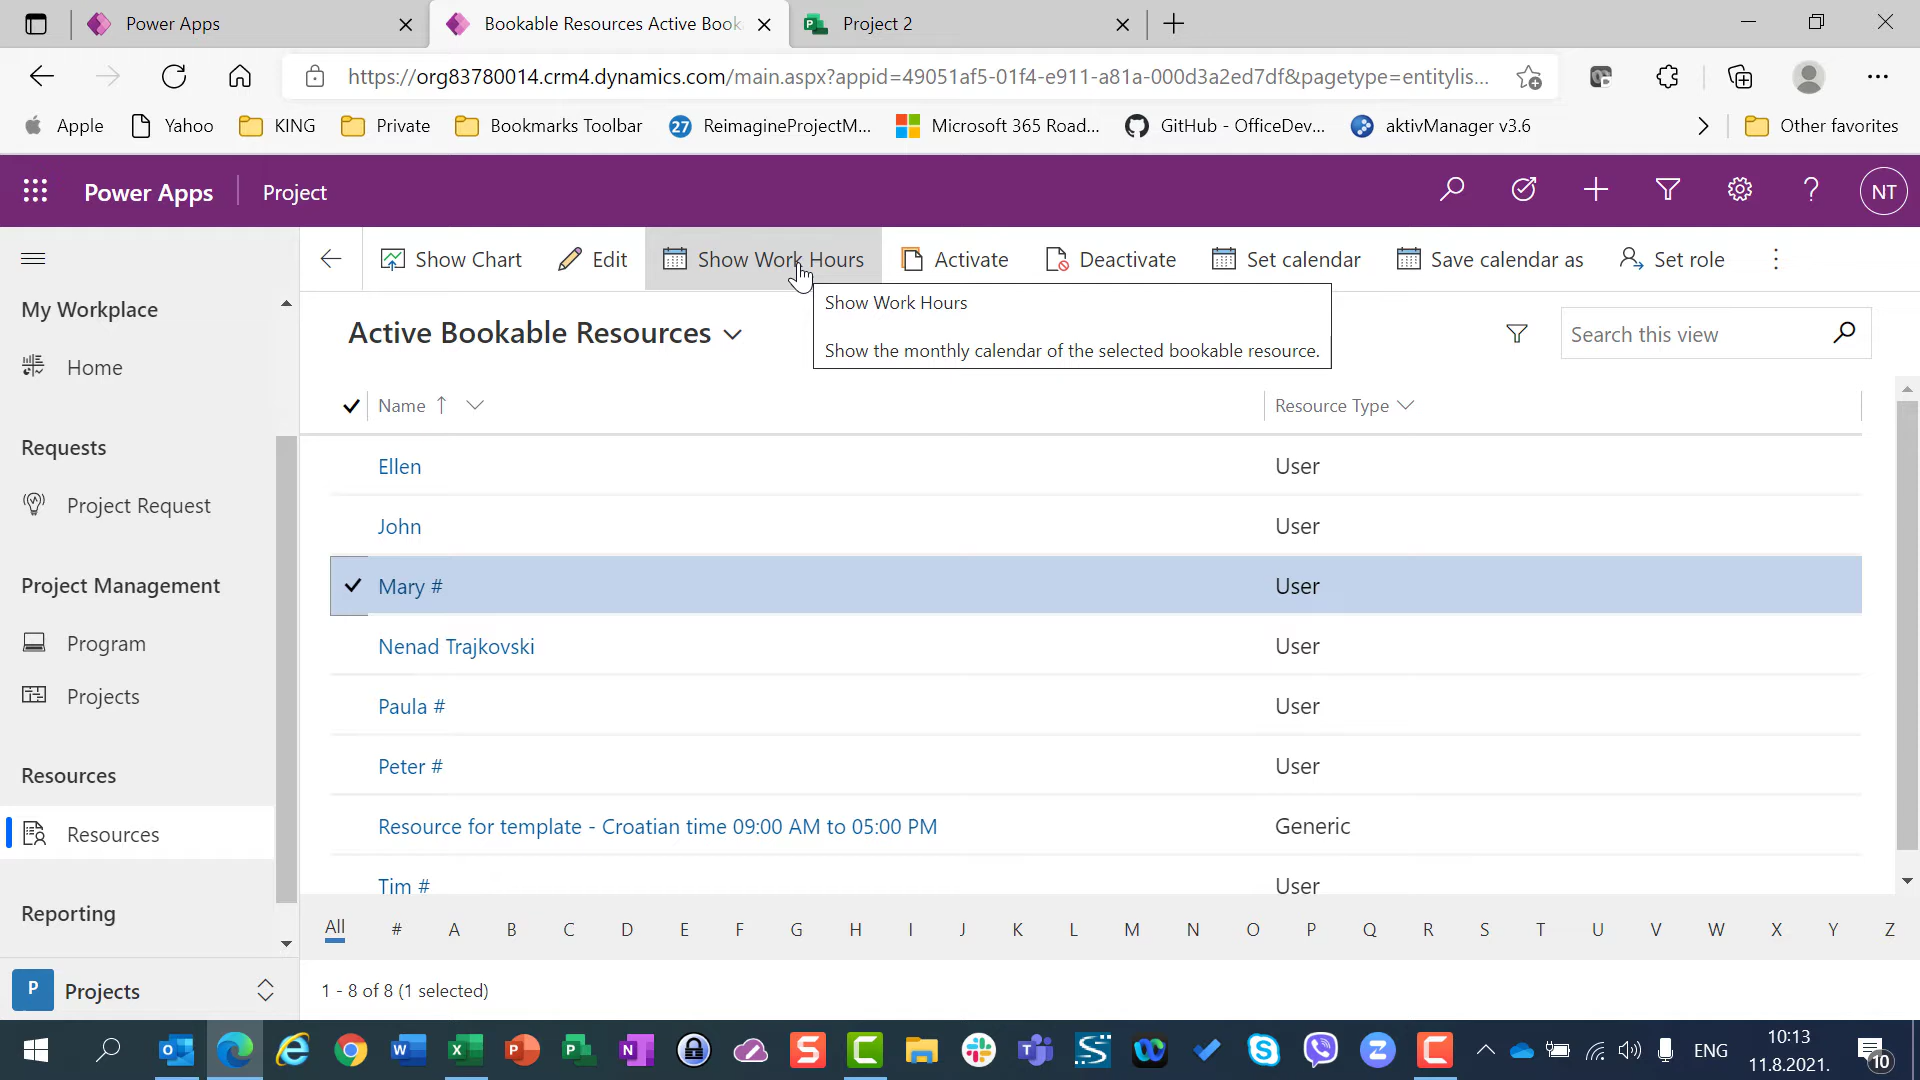 Power Apps
Bookable Resources Active Book
Project 2
https://org83780014.crm4.dynamics.com/main.aspx?appid=49051af5-01f4-e911-a81a-000d3a2ed7df&pagetype=entitylis...
Apple
Yahoo
KING
Private
Bookmarks Toolbar
27 ReimagineProjectM...
Microsoft 365 Road...
GitHub - OfficeDev...
aktivManager v3.6
Other favorites
Power Apps
Project
NT
Show Chart
Edit
Show Work Hours
Activate
Deactivate
Set calendar
Save calendar as
Set role
Show Work Hours
Show the monthly calendar of the selected bookable resource.
My Workplace
Home
Requests
Project Request
Project Management
Program
Projects
Resources
Resources
Reporting
P Projects
Active Bookable Resources
Search this view
Name
Resource Type
Ellen User
John User
Mary # User
Nenad Trajkovski User
Paula # User
Peter # User
Resource for template - Croatian time 09:00 AM to 05:00 PM Generic
Tim # User
All # A B C D E F G H I J K L M N O P Q R S T U V W X Y Z
1 - 8 of 8 (1 selected)
ENG
10:13
11.8.2021.
10